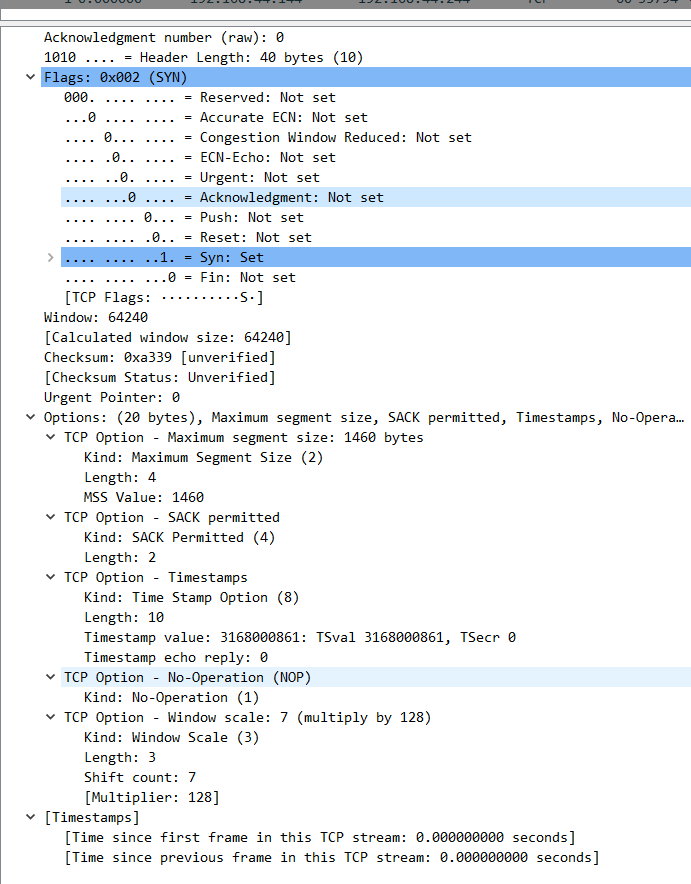 Acknowledgment number (raw): 0
1010 .... = Header Length: 40 bytes (10)
Flags: 0x002 (SYN)
000. .... .... = Reserved: Not set
...0 .... .... = Accurate ECN: Not set
.... 0... .... = Congestion Window Reduced: Not set
.... .0.. .... = ECN-Echo: Not set
.... ..0. .... = Urgent: Not set
.... ...0 .... = Acknowledgment: Not set
.... .... 0... = Push: Not set
.... .... .0.. = Reset: Not set
.... .... ..1. = Syn: Set
.... .... ...0 = Fin: Not set
[TCP Flags: ··········S·]
Window: 64240
[Calculated window size: 64240]
Checksum: 0xa339 [unverified]
[Checksum Status: Unverified]
Urgent Pointer: 0
Options: (20 bytes), Maximum segment size, SACK permitted, Timestamps, No-Opera…
TCP Option - Maximum segment size: 1460 bytes
Kind: Maximum Segment Size (2)
Length: 4
MSS Value: 1460
TCP Option - SACK permitted
Kind: SACK Permitted (4)
Length: 2
TCP Option - Timestamps
Kind: Time Stamp Option (8)
Length: 10
Timestamp value: 3168000861: TSval 3168000861, TSecr 0
Timestamp echo reply: 0
TCP Option - No-Operation (NOP)
Kind: No-Operation (1)
TCP Option - Window scale: 7 (multiply by 128)
Kind: Window Scale (3)
Length: 3
Shift count: 7
[Multiplier: 128]
[Timestamps]
[Time since first frame in this TCP stream: 0.000000000 seconds]
[Time since previous frame in this TCP stream: 0.000000000 seconds]